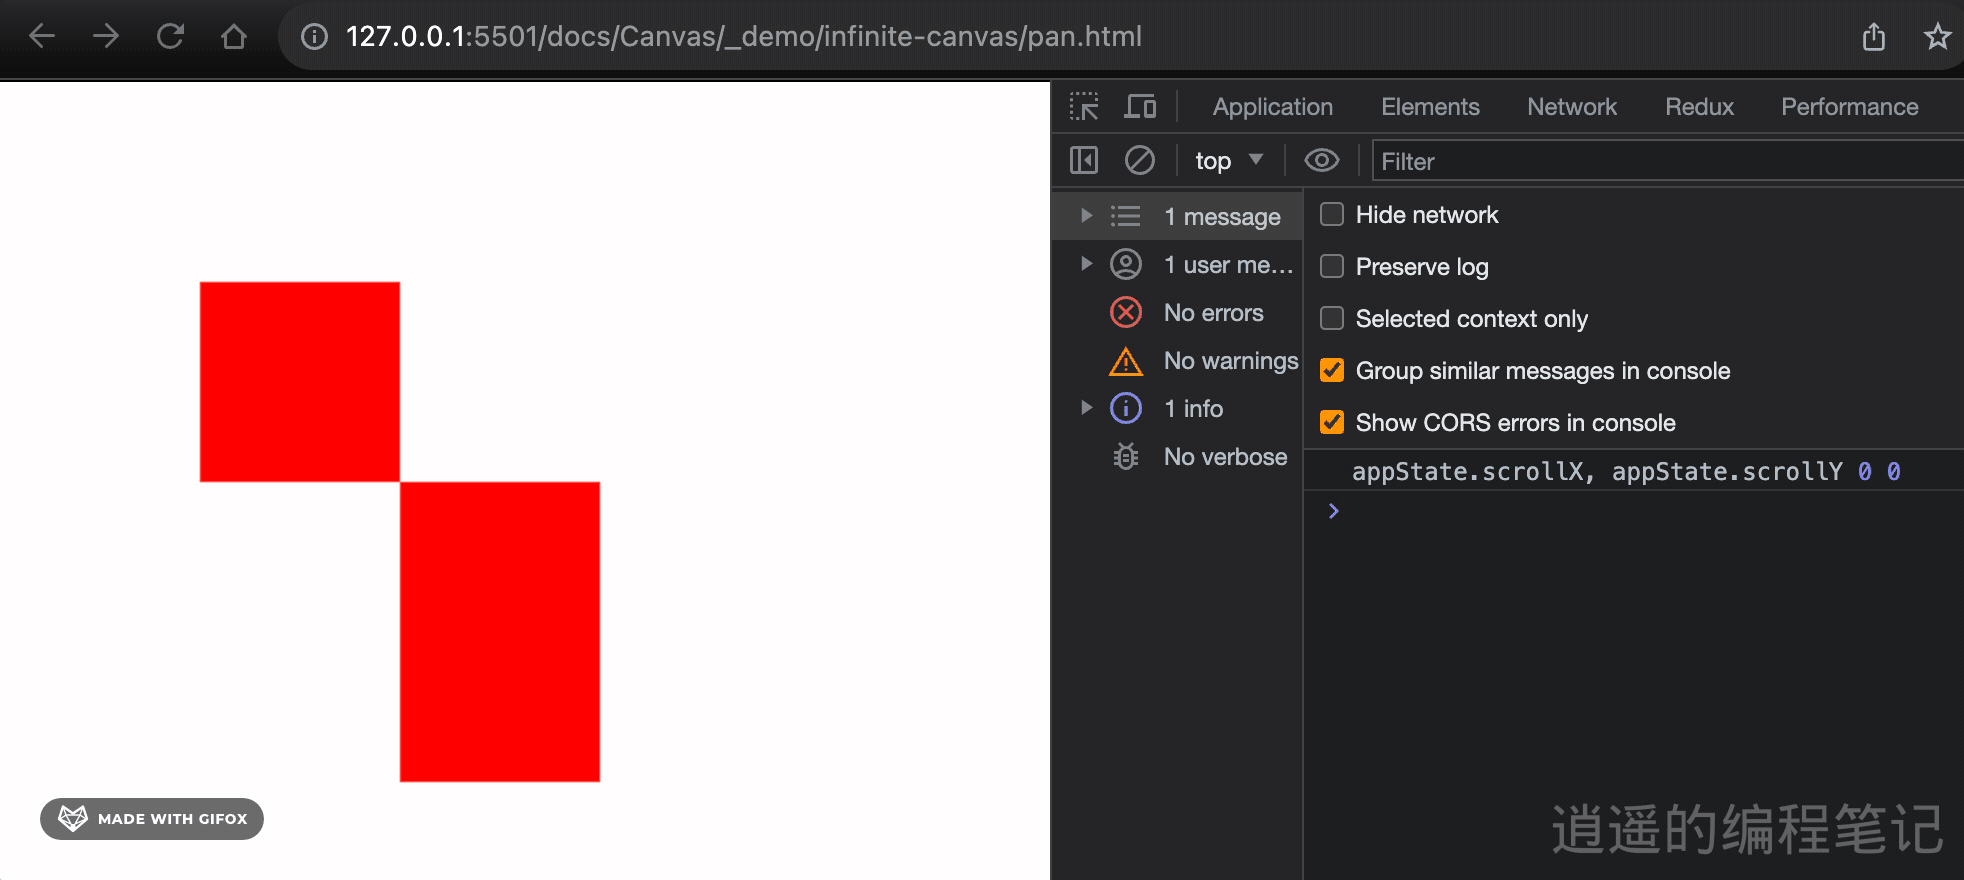 127.0.0.1:5501/docs/Canvas/_demo/infinite-canvas/pan.html
Application Elements Network Redux Performance
top Filter
1 message
1 user me…
No errors
No warnings
1 info
No verbose
Hide network
Preserve log
Selected context only
Group similar messages in console
Show CORS errors in console
appState.scrollX, appState.scrollY 0 0
MADE WITH GIFOX
逍遥的编程笔记